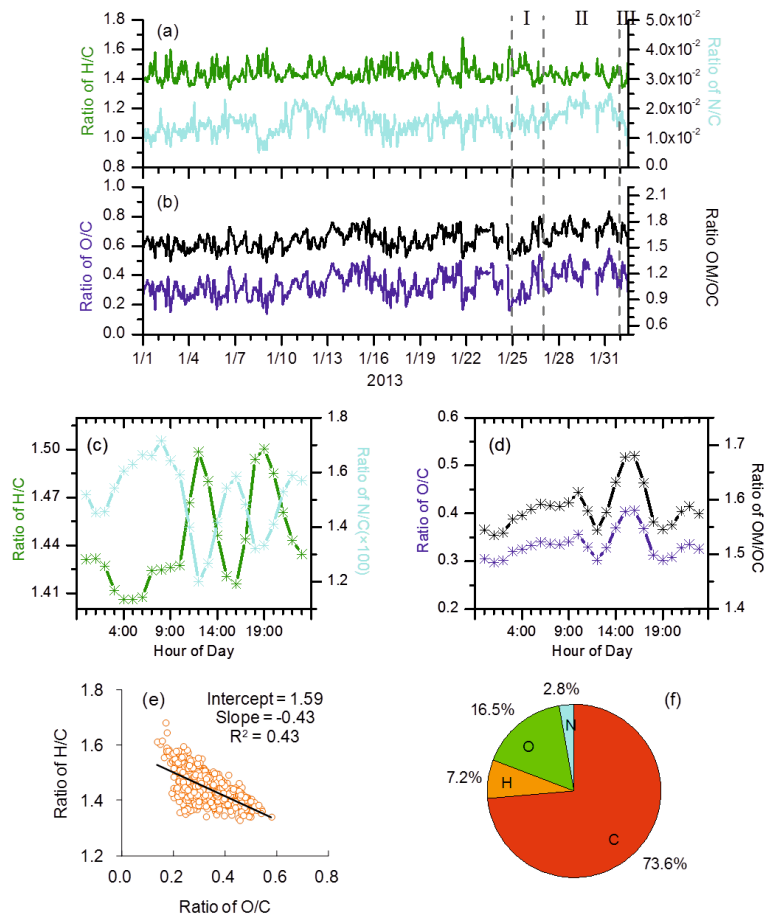 (a)
I
II
III
1.8
1.6
1.4
1.2
1.0
0.8
Ratio of H/C
5.0x10⁻²
4.0x10⁻²
3.0x10⁻²
2.0x10⁻²
1.0x10⁻²
0.0
Ratio of N/C
(b)
1.0
0.8
0.6
0.4
0.2
0.0
Ratio of O/C
2.1
1.8
1.5
1.2
0.9
0.6
Ratio OM/OC
1/1 1/4 1/7 1/10 1/13 1/16 1/19 1/22 1/25 1/28 1/31
2013
(c)
1.50
1.47
1.44
1.41
Ratio of H/C
1.8
1.6
1.4
1.2
Ratio of N/C(×100)
4:00 9:00 14:00 19:00
Hour of Day
(d)
0.6
0.5
0.4
0.3
0.2
Ratio of O/C
1.7
1.6
1.5
1.4
Ratio of OM/OC
4:00 9:00 14:00 19:00
Hour of Day
(e)
Intercept = 1.59
Slope = -0.43
R² = 0.43
1.8
1.6
1.4
1.2
Ratio of H/C
0.0 0.2 0.4 0.6 0.8
Ratio of O/C
(f)
2.8%
N
16.5%
O
7.2%
H
C
73.6%